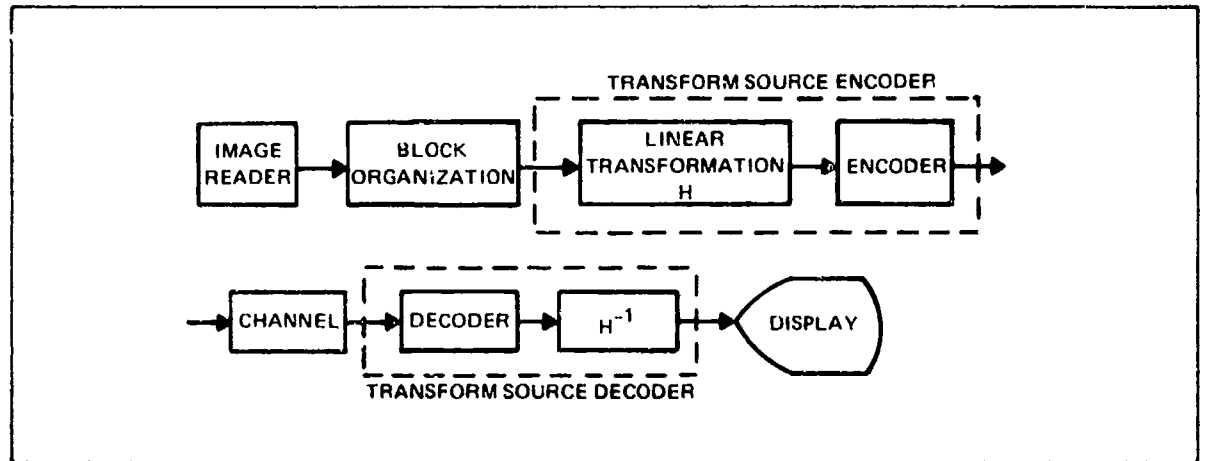 TRANSFORM SOURCE ENCODER
IMAGE
READER
BLOCK
ORGANIZATION
LINEAR
TRANSFORMATION
H
ENCODER
CHANNEL
DECODER
H⁻¹
DISPLAY
TRANSFORM SOURCE DECODER